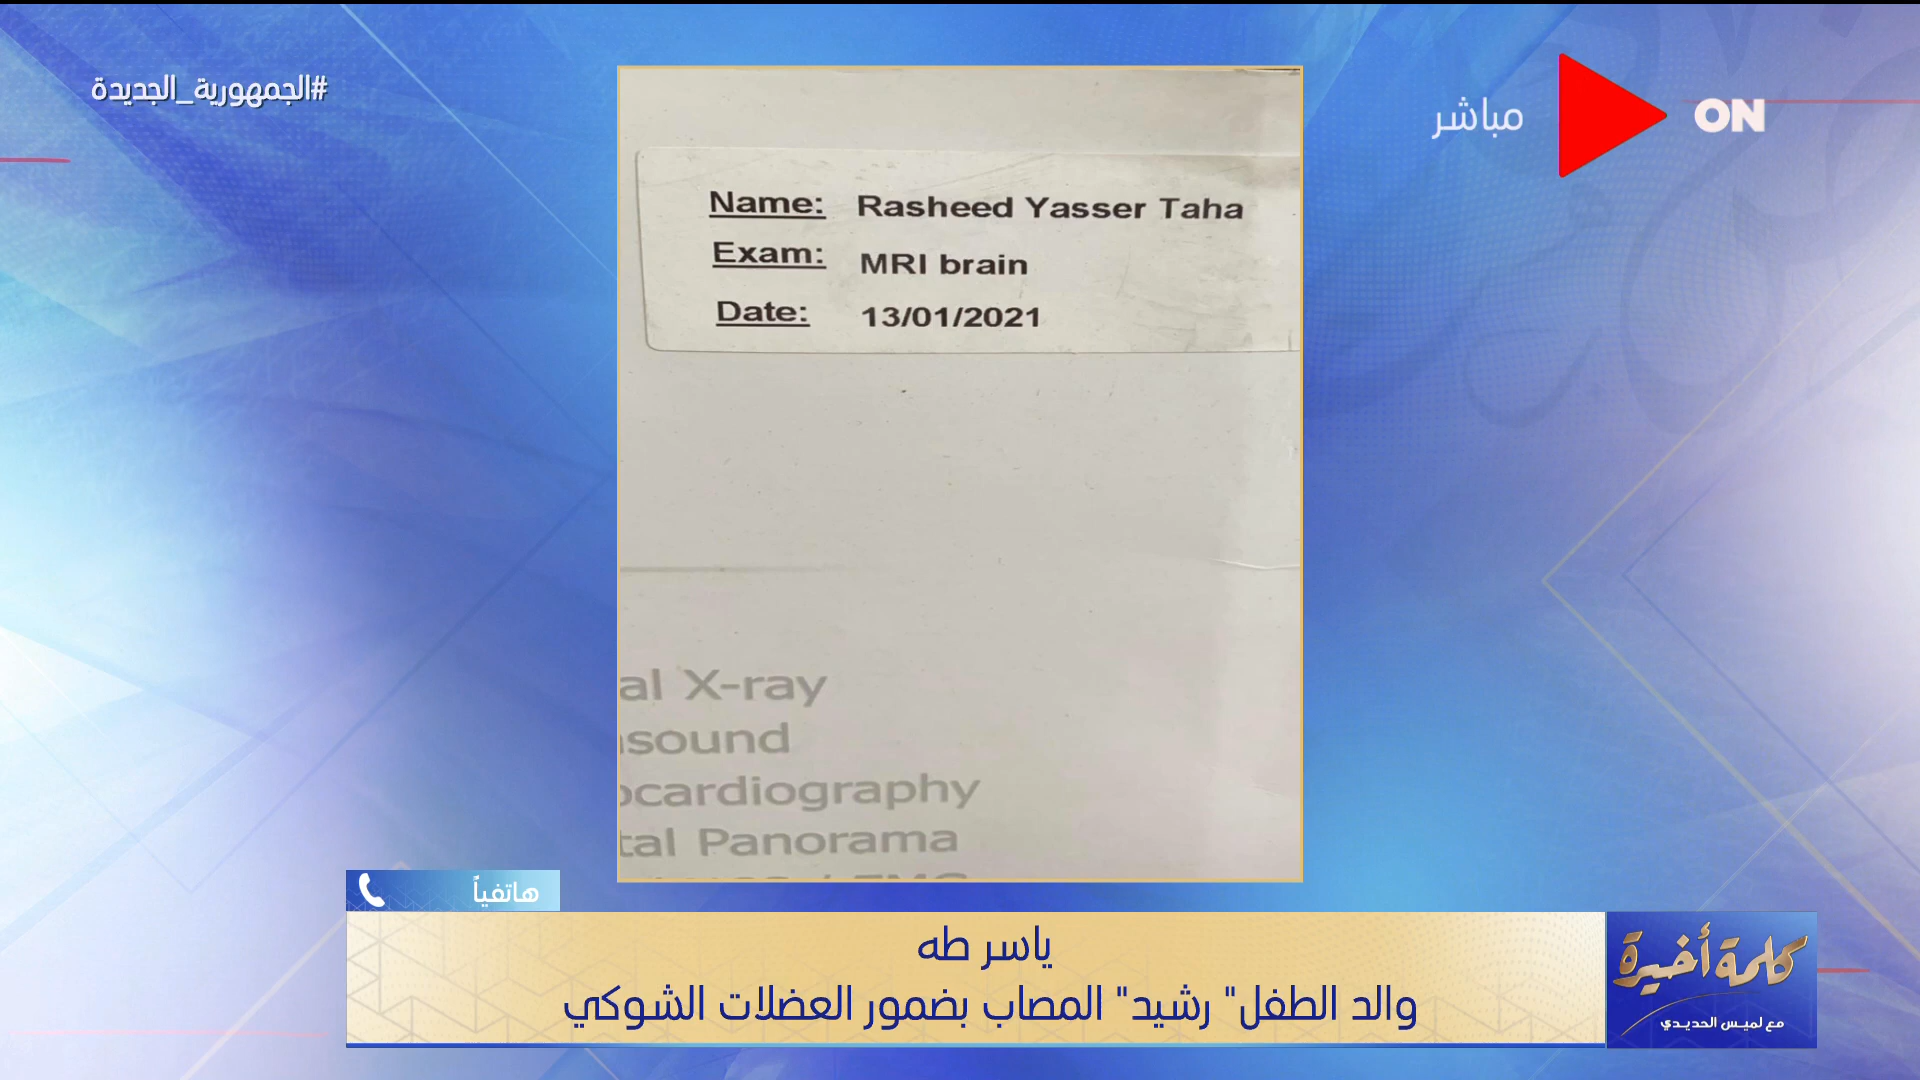 #الجمهورية_الجديدة
مباشر
ON
Name: Rasheed Yasser Taha
Exam: MRI brain
Date: 13/01/2021
al X-ray
sound
cardiography
tal Panorama
هاتفياً
ياسر طه
والد الطفل" رشيد" المصاب بضمور العضلات الشوكي
كلمة أخيرة
مع لميس الحديدي